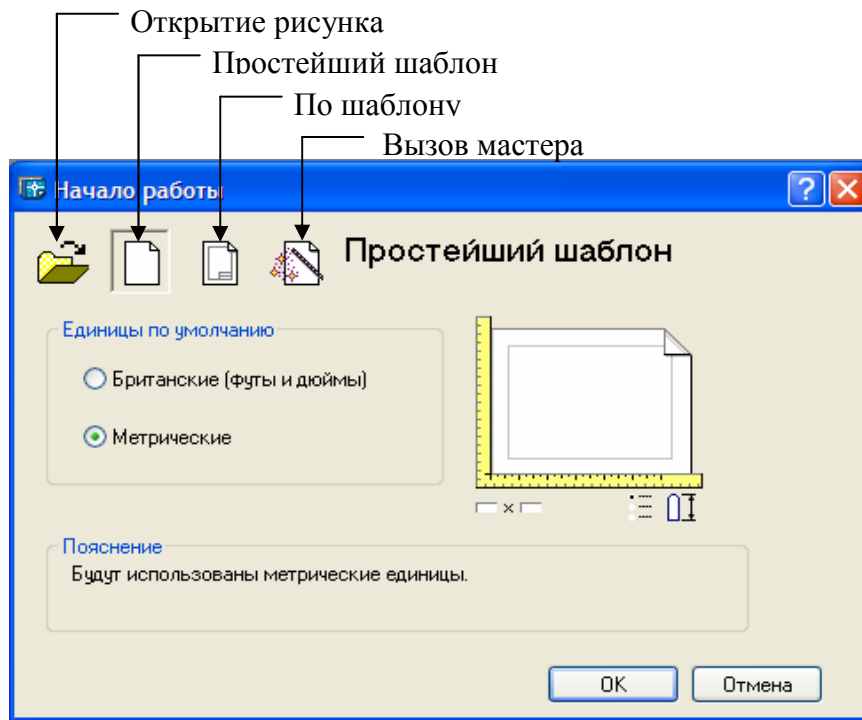 Открытие рисунка
Простейший шаблон
По шаблону
Вызов мастера
Начало работы
Простейший шаблон
Единицы по умолчанию
Британские (футы и дюймы)
Метрические
Пояснение
Будут использованы метрические единицы.
OK
Отмена